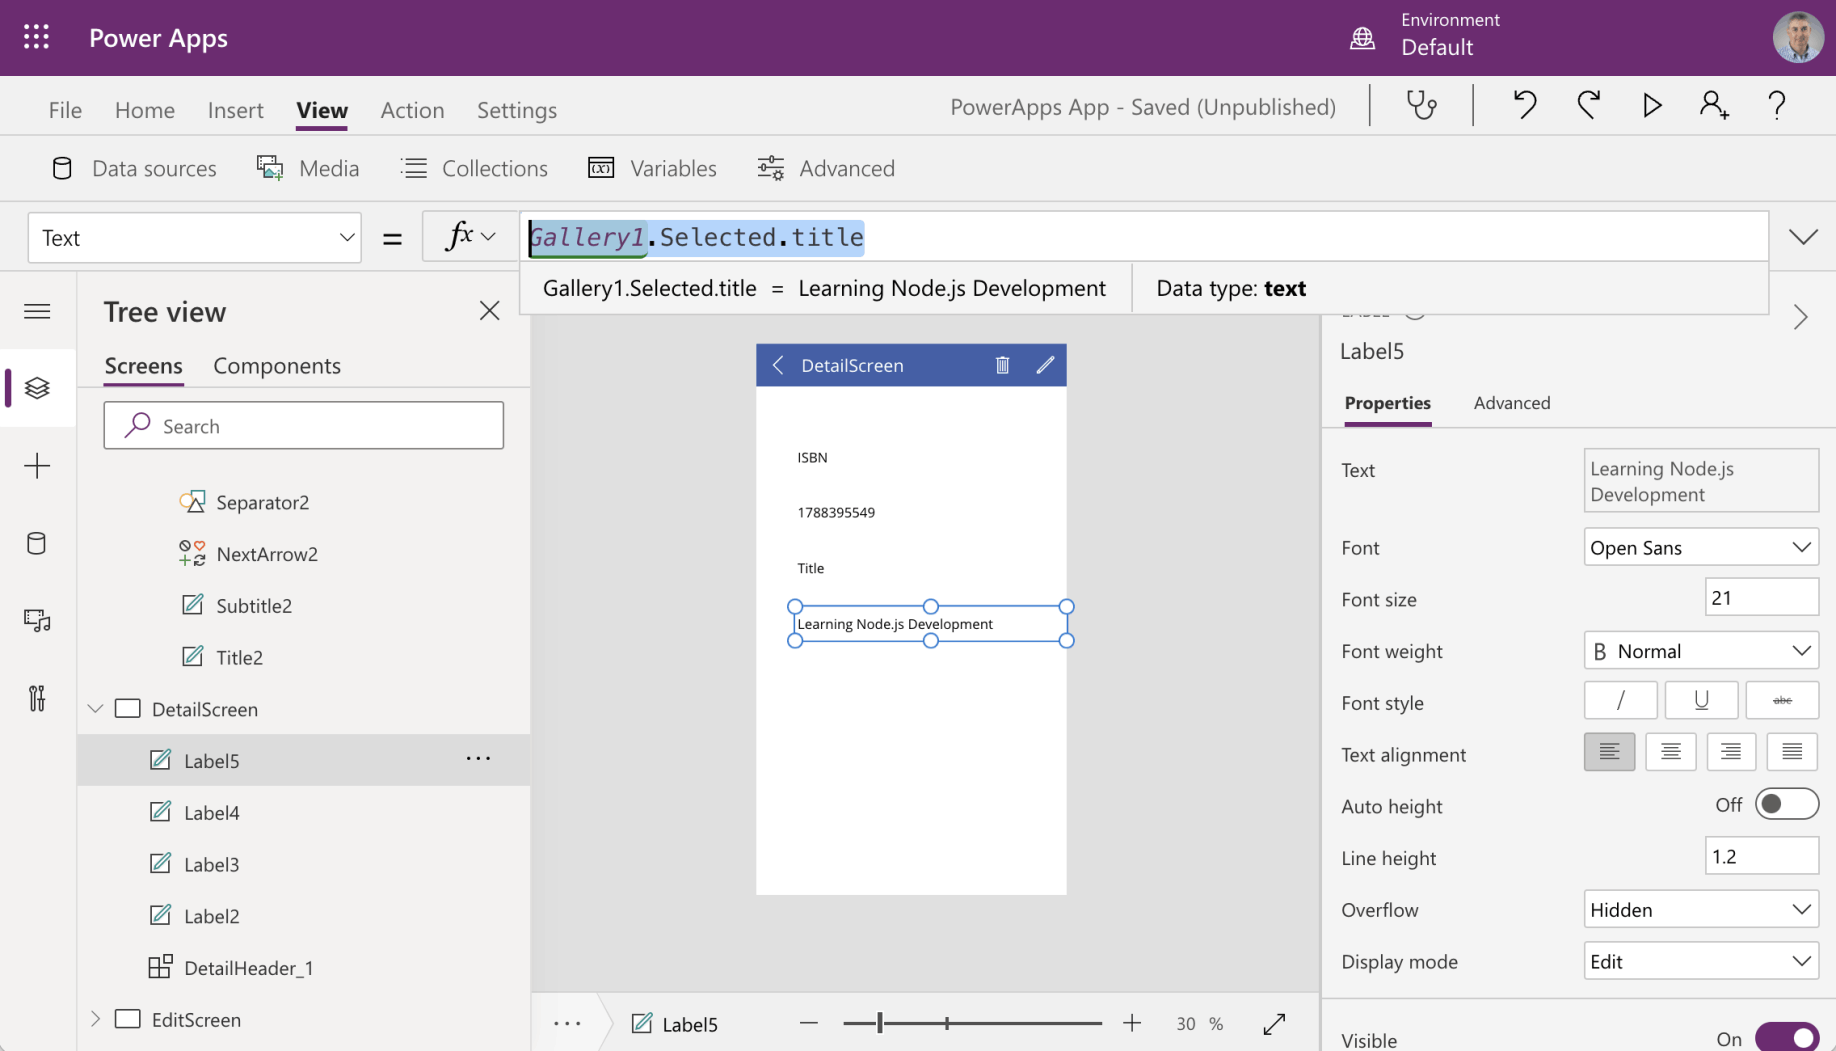 Power Apps
Environment
Default
File Home Insert View Action Settings
PowerApps App - Saved (Unpublished)
Data sources Media Collections Variables Advanced
Text = fx Gallery1.Selected.title
Gallery1.Selected.title = Learning Node.js Development Data type: text
Tree view
Screens Components
Search
Separator2
NextArrow2
Subtitle2
Title2
DetailScreen
Label5
Label4
Label3
Label2
DetailHeader_1
EditScreen
DetailScreen
ISBN
1788395549
Title
Learning Node.js Development
Label5
30 %
Label5
Properties Advanced
Text Learning Node.js
Development
Font Open Sans
Font size 21
Font weight B Normal
Font style / U abc
Text alignment
Auto height Off
Line height 1.2
Overflow Hidden
Display mode Edit
Visible On